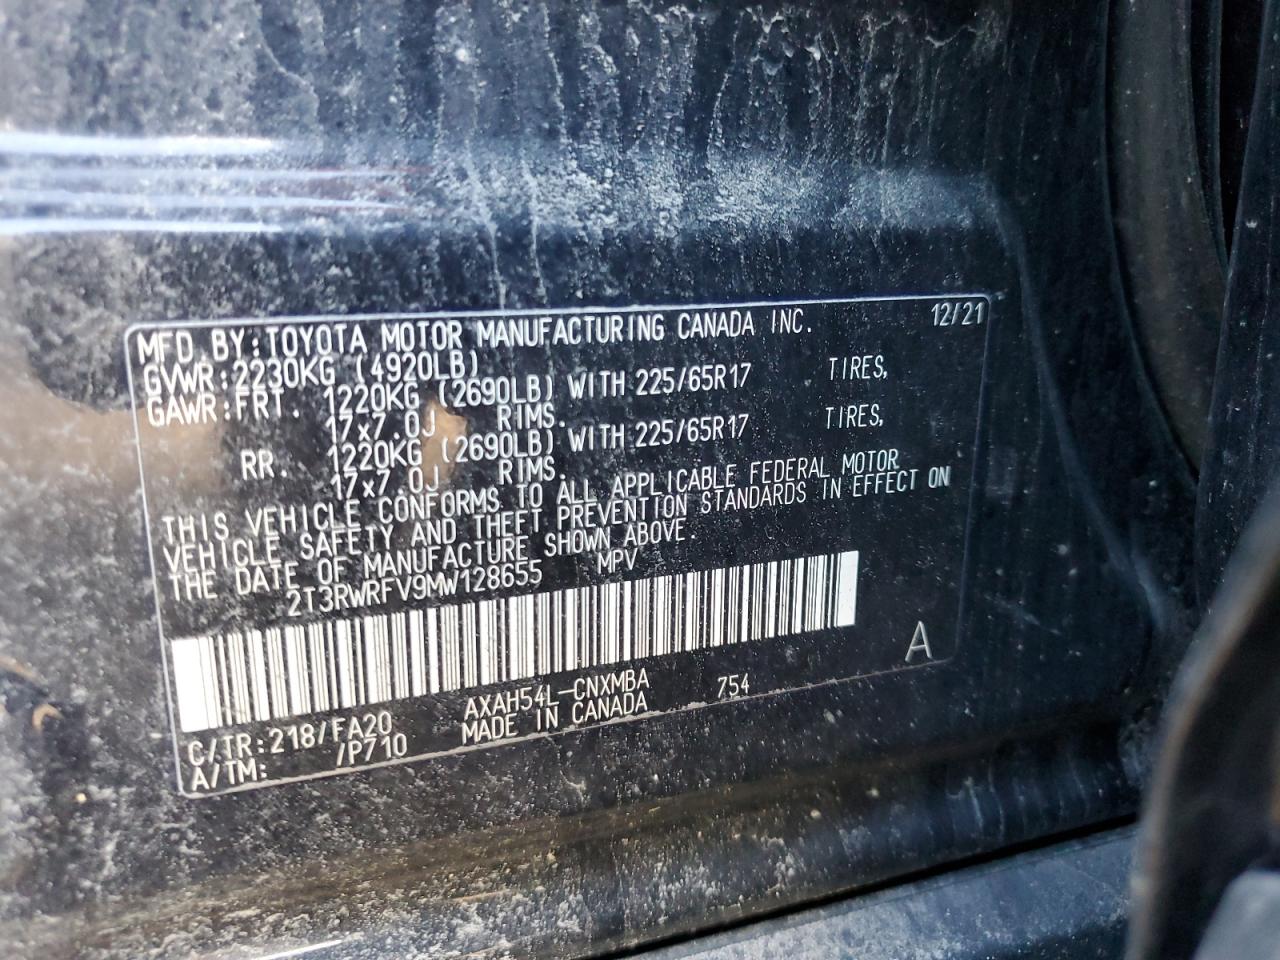 MFD.BY:TOYOTA MOTOR MANUFACTURING CANADA INC. 12/21
GVWR:2230KG (4920LB)
GAWR:FRT. 1220KG (2690LB) WITH 225/65R17 TIRES,
17x7.0J RIMS.
RR. 1220KG (2690LB) WITH 225/65R17 TIRES,
17x7.0J RIMS.
THIS VEHICLE CONFORMS TO ALL APPLICABLE FEDERAL MOTOR
VEHICLE SAFETY AND THEFT PREVENTION STANDARDS IN EFFECT ON
THE DATE OF MANUFACTURE SHOWN ABOVE.
2T3RWRFV9MW128655 MPV
A
C/TR:218/FA20 AXAH54L-CNXMBA 754
A/TM: /P710 MADE IN CANADA